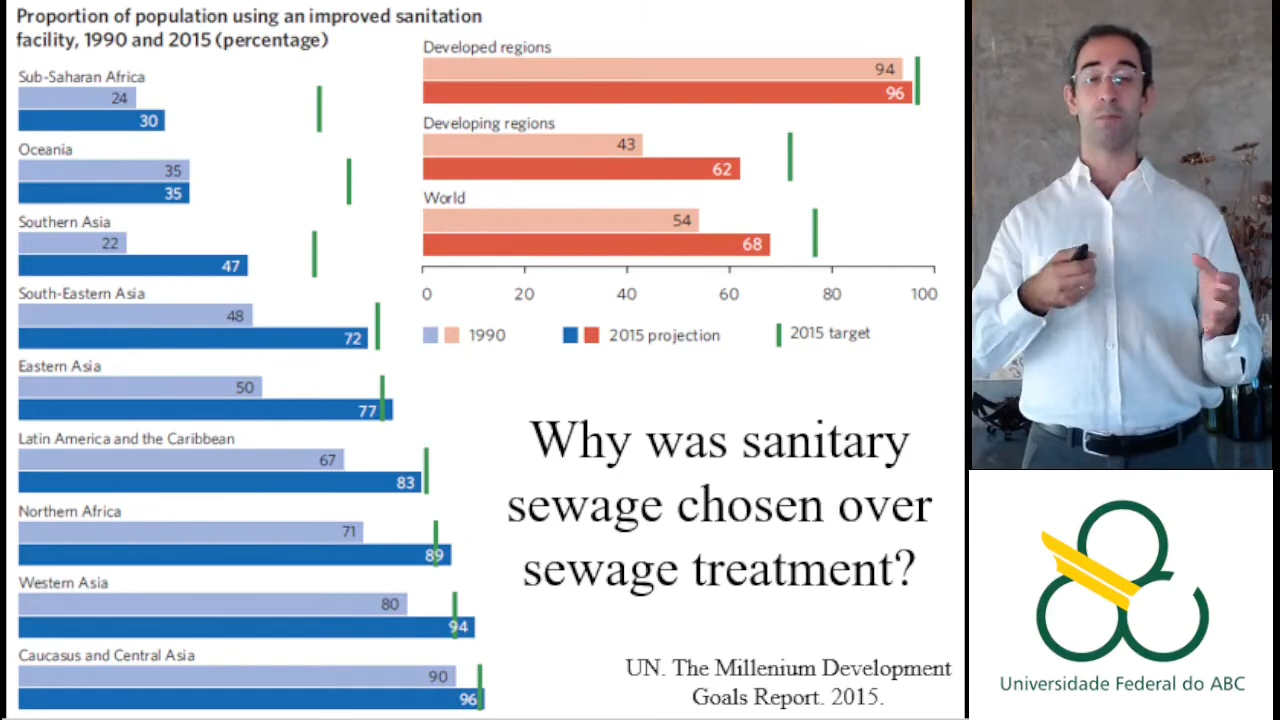 Proportion of population using an improved sanitation
facility, 1990 and 2015 (percentage)
Sub-Saharan Africa
24
30
Oceania
35
35
Southern Asia
22
47
South-Eastern Asia
48
72
Eastern Asia
50
77
Latin America and the Caribbean
67
83
Northern Africa
71
89
Western Asia
80
94
Caucasus and Central Asia
90
96
Developed regions
94
96
Developing regions
43
62
World
54
68
0 20 40 60 80 100
1990 2015 projection 2015 target
Why was sanitary
sewage chosen over
sewage treatment?
UN. The Millenium Development
Goals Report. 2015.
Universidade Federal do ABC